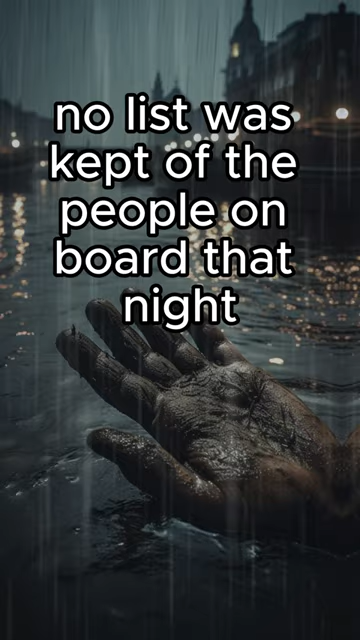 no list was
kept of the
people on
board that
night